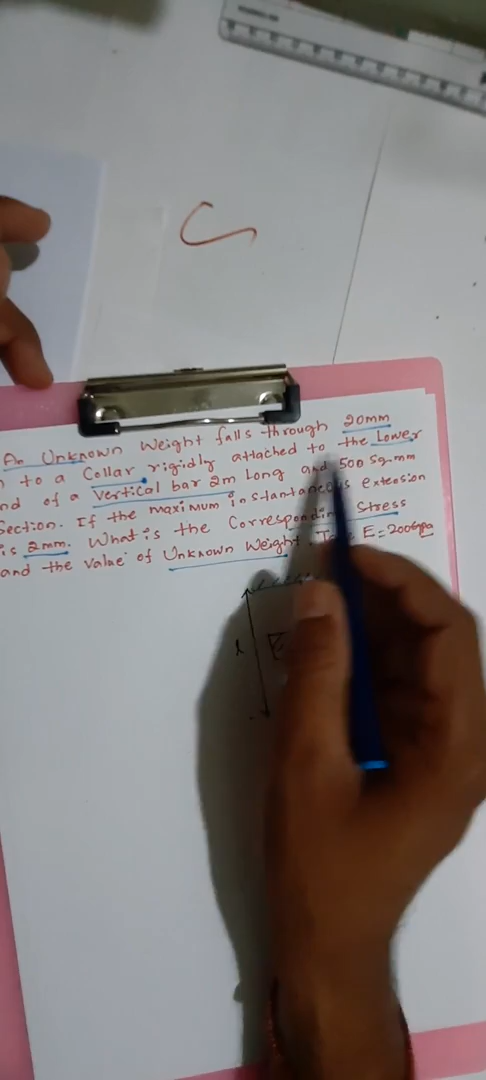 An Unknown Weight falls through 20mm
to a Collar rigidly attached to the Lower
nd of a Vertical bar 2m Long and 500 Sq.mm
Section. If the maximum instantaneous extension
is 2mm. What is the Corresponding Stress
and the value of Unknown Weight. E=200Gpa
l